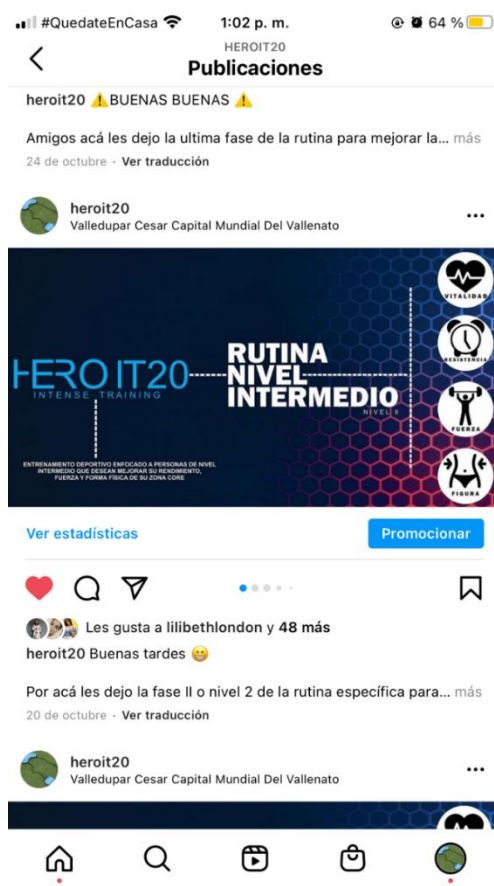 #QuedateEnCasa 1:02 p. m. 64 %
HEROIT20
Publicaciones
heroit20 ⚠️BUENAS BUENAS ⚠️
Amigos acá les dejo la ultima fase de la rutina para mejorar la... más
24 de octubre · Ver traducción
heroit20
Valledupar Cesar Capital Mundial Del Vallenato
VITALIDAD
RESISTENCIA
FUERZA
FIGURA
HERO IT20
INTENSE TRAINING
RUTINA
NIVEL
INTERMEDIO
NIVEL II
ENTRENAMIENTO DEPORTIVO ENFOCADO A PERSONAS DE NIVEL
INTERMEDIO QUE DESEAN MEJORAR SU RENDIMIENTO,
FUERZA Y FORMA FÍSICA DE SU ZONA CORE
Ver estadísticas
Promocionar
Les gusta a lilibethlondon y 48 más
heroit20 Buenas tardes 😁
Por acá les dejo la fase II o nivel 2 de la rutina específica para... más
20 de octubre · Ver traducción
heroit20
Valledupar Cesar Capital Mundial Del Vallenato